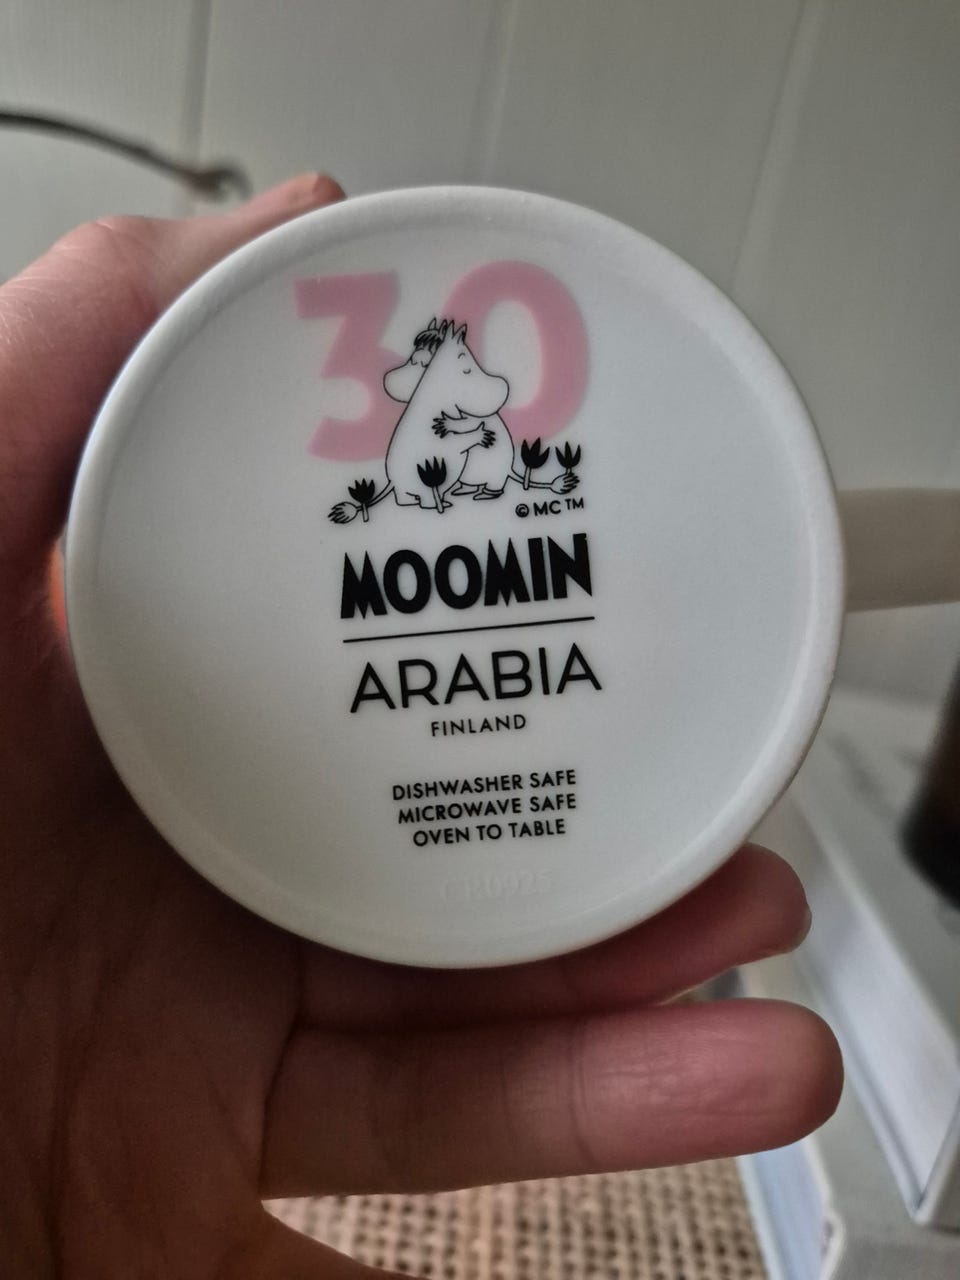 30
© MC ™
MOOMIN
ARABIA
FINLAND
DISHWASHER SAFE
MICROWAVE SAFE
OVEN TO TABLE